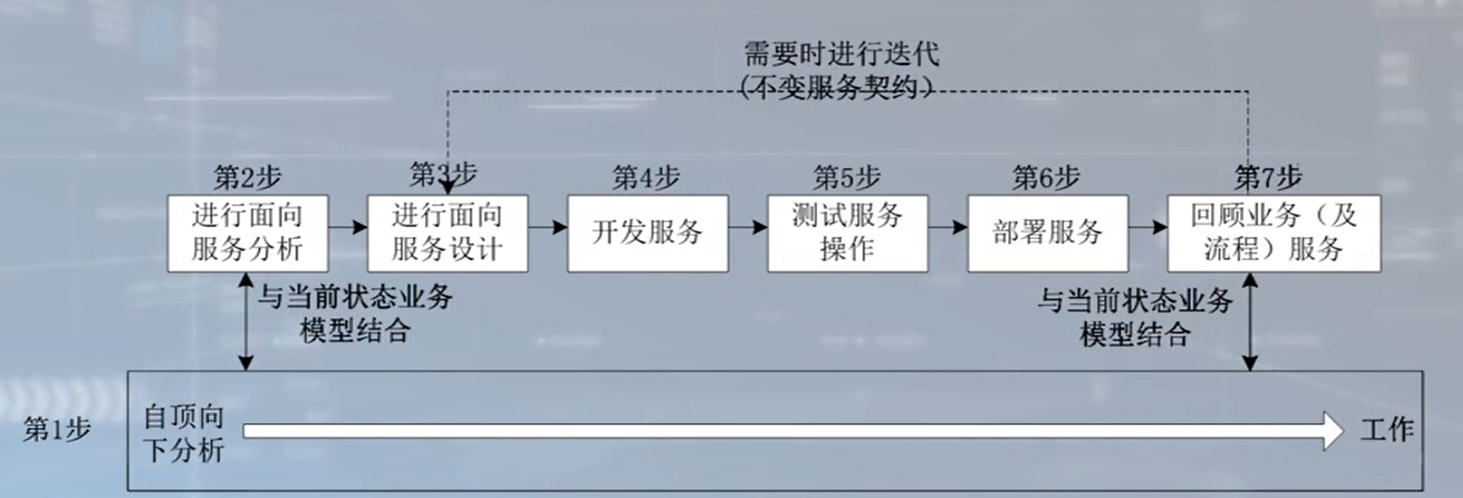 需要时进行迭代
(不变服务契约)
第2步
第3步
第4步
第5步
第6步
第7步
进行面向
服务分析
进行面向
服务设计
开发服务
测试服务
操作
部署服务
回顾业务（及
流程）服务
与当前状态业务
模型结合
与当前状态业务
模型结合
第1步
自顶向
下分析
工作